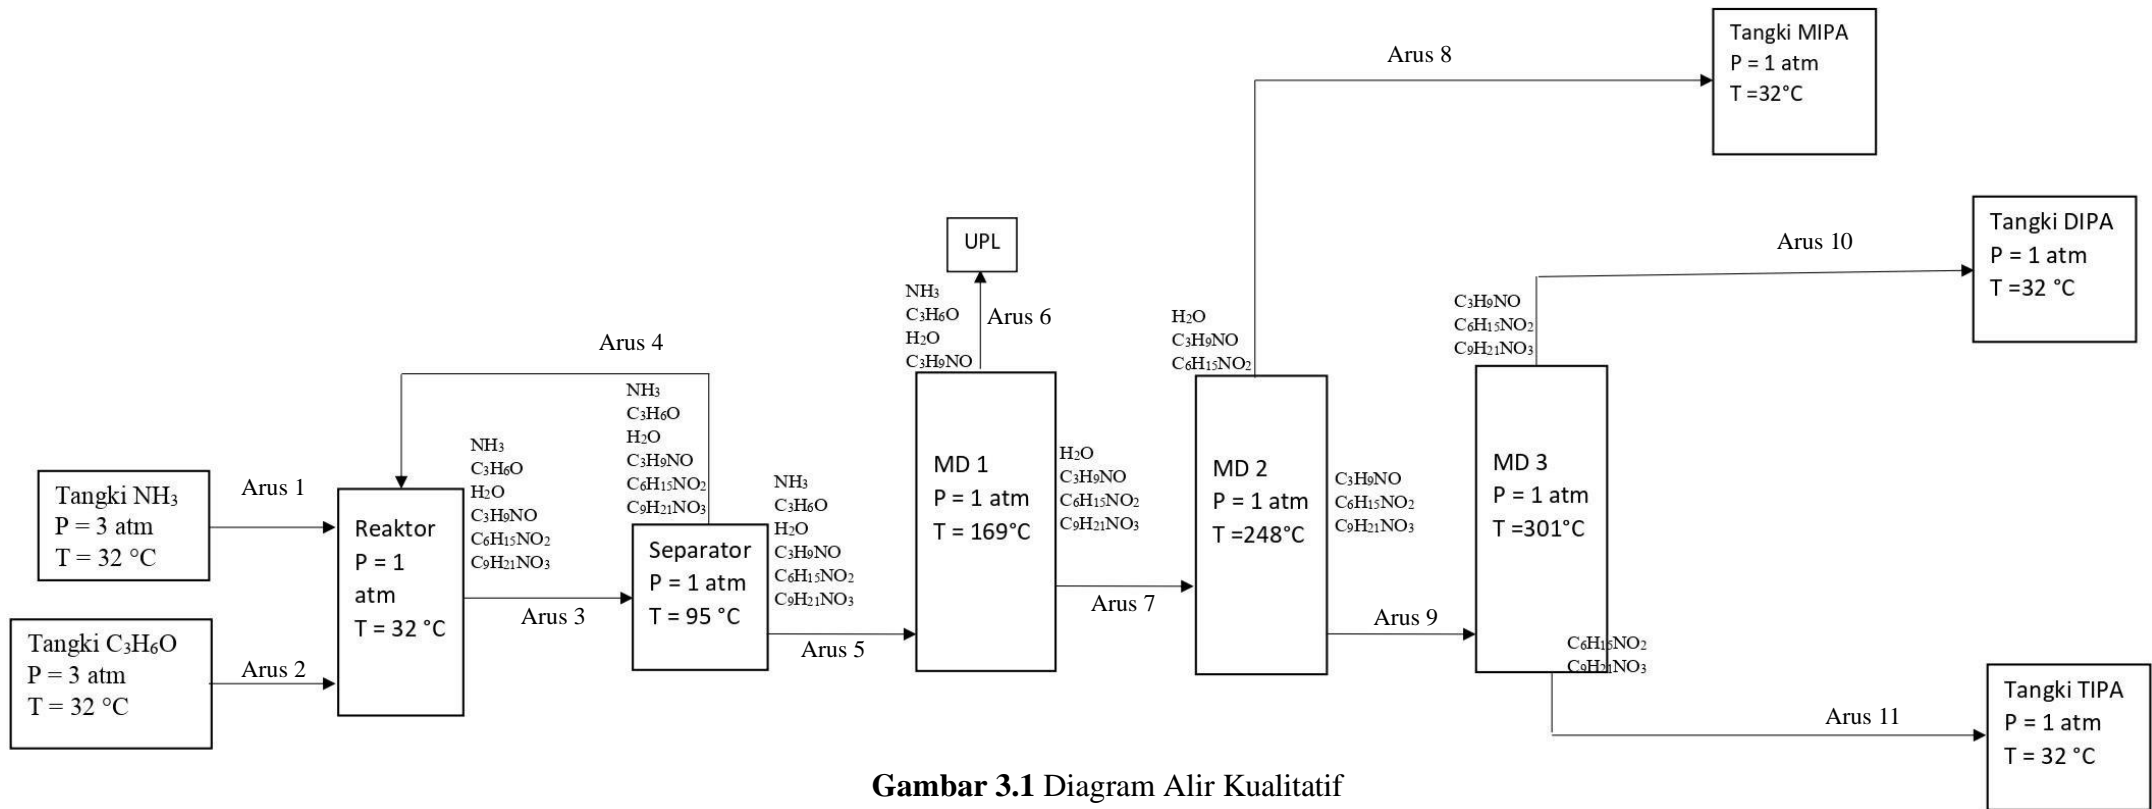 Tangki NH₃
P = 3 atm
T = 32 °C
Arus 1
Tangki C₃H₆O
P = 3 atm
T = 32 °C
Arus 2
Reaktor
P = 1
atm
T = 32 °C
NH₃
C₃H₆O
H₂O
C₃H₉NO
C₆H₁₅NO₂
C₉H₂₁NO₃
Arus 3
Arus 4
NH₃
C₃H₆O
H₂O
C₃H₉NO
C₆H₁₅NO₂
C₉H₂₁NO₃
Separator
P = 1 atm
T = 95 °C
NH₃
C₃H₆O
H₂O
C₃H₉NO
C₆H₁₅NO₂
C₉H₂₁NO₃
Arus 5
UPL
NH₃
C₃H₆O
H₂O
C₃H₉NO
Arus 6
MD 1
P = 1 atm
T = 169°C
H₂O
C₃H₉NO
C₆H₁₅NO₂
C₉H₂₁NO₃
Arus 7
H₂O
C₃H₉NO
C₆H₁₅NO₂
Arus 8
Tangki MIPA
P = 1 atm
T =32°C
MD 2
P = 1 atm
T =248°C
C₃H₉NO
C₆H₁₅NO₂
C₉H₂₁NO₃
Arus 9
C₃H₉NO
C₆H₁₅NO₂
C₉H₂₁NO₃
Arus 10
Tangki DIPA
P = 1 atm
T =32 °C
MD 3
P = 1 atm
T =301°C
C₆H₁₅NO₂
C₉H₂₁NO₃
Arus 11
Tangki TIPA
P = 1 atm
T = 32 °C
Gambar 3.1 Diagram Alir Kualitatif